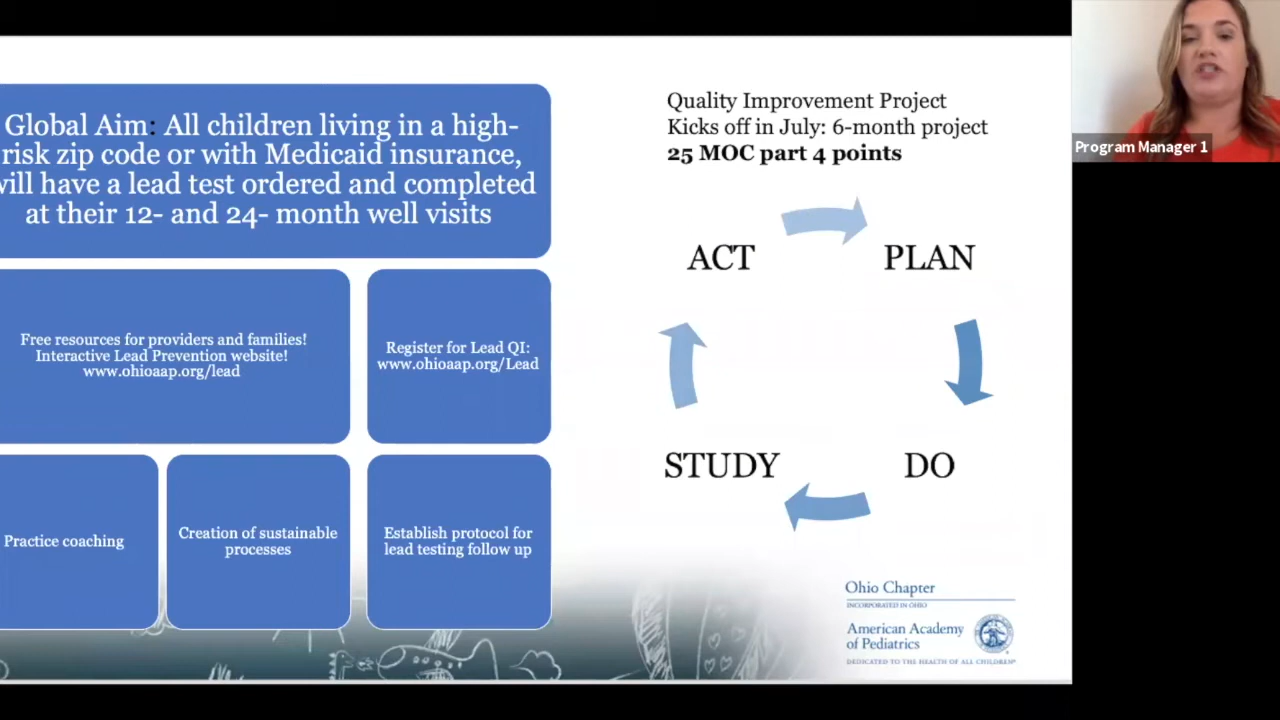 Global Aim: All children living in a high-
risk zip code or with Medicaid insurance,
will have a lead test ordered and completed
at their 12- and 24- month well visits
Free resources for providers and families!
Interactive Lead Prevention website!
www.ohioaap.org/lead
Register for Lead QI:
www.ohioaap.org/Lead
Practice coaching
Creation of sustainable
processes
Establish protocol for
lead testing follow up
Quality Improvement Project
Kicks off in July: 6-month project
25 MOC part 4 points
ACT
PLAN
STUDY
DO
Ohio Chapter
INCORPORATED IN OHIO
American Academy
of Pediatrics
DEDICATED TO THE HEALTH OF ALL CHILDREN®
Program Manager 1